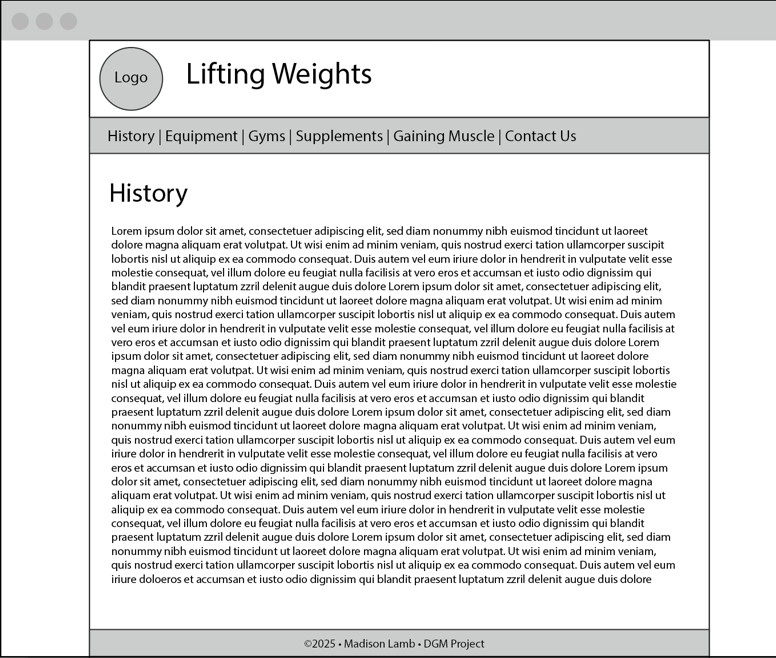 Logo
Lifting Weights
History | Equipment | Gyms | Supplements | Gaining Muscle | Contact Us
History
Lorem ipsum dolor sit amet, consectetuer adipiscing elit, sed diam nonummy nibh euismod tincidunt ut laoreet
dolore magna aliquam erat volutpat. Ut wisi enim ad minim veniam, quis nostrud exerci tation ullamcorper suscipit
lobortis nisl ut aliquip ex ea commodo consequat. Duis autem vel eum iriure dolor in hendrerit in vulputate velit esse
molestie consequat, vel illum dolore eu feugiat nulla facilisis at vero eros et accumsan et iusto odio dignissim qui
blandit praesent luptatum zzril delenit augue duis dolore Lorem ipsum dolor sit amet, consectetuer adipiscing elit,
sed diam nonummy nibh euismod tincidunt ut laoreet dolore magna aliquam erat volutpat. Ut wisi enim ad minim
veniam, quis nostrud exerci tation ullamcorper suscipit lobortis nisl ut aliquip ex ea commodo consequat. Duis autem
vel eum iriure dolor in hendrerit in vulputate velit esse molestie consequat, vel illum dolore eu feugiat nulla facilisis at
vero eros et accumsan et iusto odio dignissim qui blandit praesent luptatum zzril delenit augue duis dolore Lorem
ipsum dolor sit amet, consectetuer adipiscing elit, sed diam nonummy nibh euismod tincidunt ut laoreet dolore
magna aliquam erat volutpat. Ut wisi enim ad minim veniam, quis nostrud exerci tation ullamcorper suscipit lobortis
nisl ut aliquip ex ea commodo consequat. Duis autem vel eum iriure dolor in hendrerit in vulputate velit esse molestie
consequat, vel illum dolore eu feugiat nulla facilisis at vero eros et accumsan et iusto odio dignissim qui blandit
praesent luptatum zzril delenit augue duis dolore Lorem ipsum dolor sit amet, consectetuer adipiscing elit, sed diam
nonummy nibh euismod tincidunt ut laoreet dolore magna aliquam erat volutpat. Ut wisi enim ad minim veniam,
quis nostrud exerci tation ullamcorper suscipit lobortis nisl ut aliquip ex ea commodo consequat. Duis autem vel eum
iriure dolor in hendrerit in vulputate velit esse molestie consequat, vel illum dolore eu feugiat nulla facilisis at vero
eros et accumsan et iusto odio dignissim qui blandit praesent luptatum zzril delenit augue duis dolore Lorem ipsum
dolor sit amet, consectetuer adipiscing elit, sed diam nonummy nibh euismod tincidunt ut laoreet dolore magna
aliquam erat volutpat. Ut wisi enim ad minim veniam, quis nostrud exerci tation ullamcorper suscipit lobortis nisl ut
aliquip ex ea commodo consequat. Duis autem vel eum iriure dolor in hendrerit in vulputate velit esse molestie
consequat, vel illum dolore eu feugiat nulla facilisis at vero eros et accumsan et iusto odio dignissim qui blandit
praesent luptatum zzril delenit augue duis dolore Lorem ipsum dolor sit amet, consectetuer adipiscing elit, sed diam
nonummy nibh euismod tincidunt ut laoreet dolore magna aliquam erat volutpat. Ut wisi enim ad minim veniam,
quis nostrud exerci tation ullamcorper suscipit lobortis nisl ut aliquip ex ea commodo consequat. Duis autem vel eum
iriure doloeros et accumsan et iusto odio dignissim qui blandit praesent luptatum zzril delenit augue duis dolore
©2025 • Madison Lamb • DGM Project